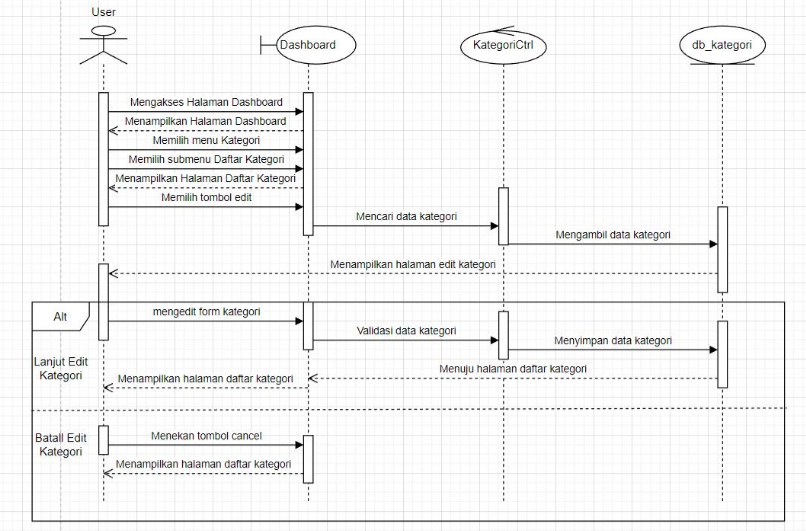 User
Dashboard
KategoriCtrl
db_kategori
Mengakses Halaman Dashboard
Menampilkan Halaman Dashboard
Memilih menu Kategori
Memilih submenu Daftar Kategori
Menampilkan Halaman Daftar Kategori
Memilih tombol edit
Mencari data kategori
Mengambil data kategori
Menampilkan halaman edit kategori
Alt
mengedit form kategori
Validasi data kategori
Menyimpan data kategori
Lanjut Edit
Kategori
Menuju halaman daftar kategori
Menampilkan halaman daftar kategori
Batall Edit
Kategori
Menekan tombol cancel
Menampilkan halaman daftar kategori